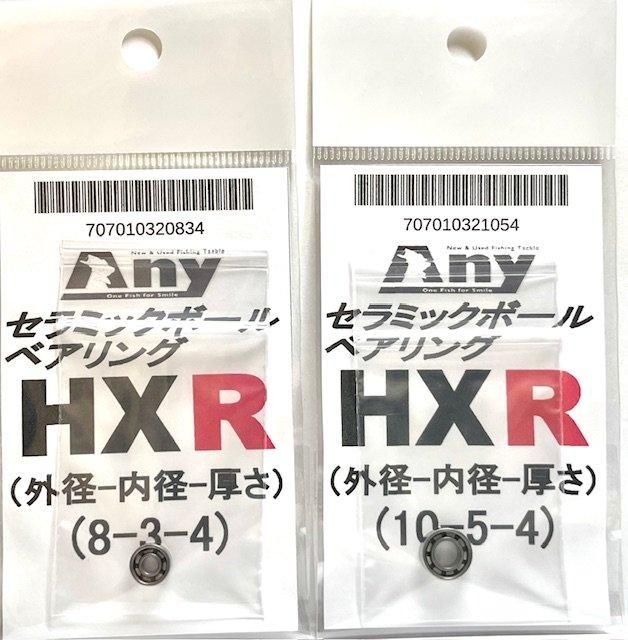 707010320834
New & Used Fishing Tackle
Any
One Fish for Smile
セラミックボール
ベアリング
HXR
(外径-内径-厚さ)
(8-3-4)
707010321054
New & Used Fishing Tackle
Any
One Fish for Smile
セラミックボール
ベアリング
HXR
(外径-内径-厚さ)
(10-5-4)